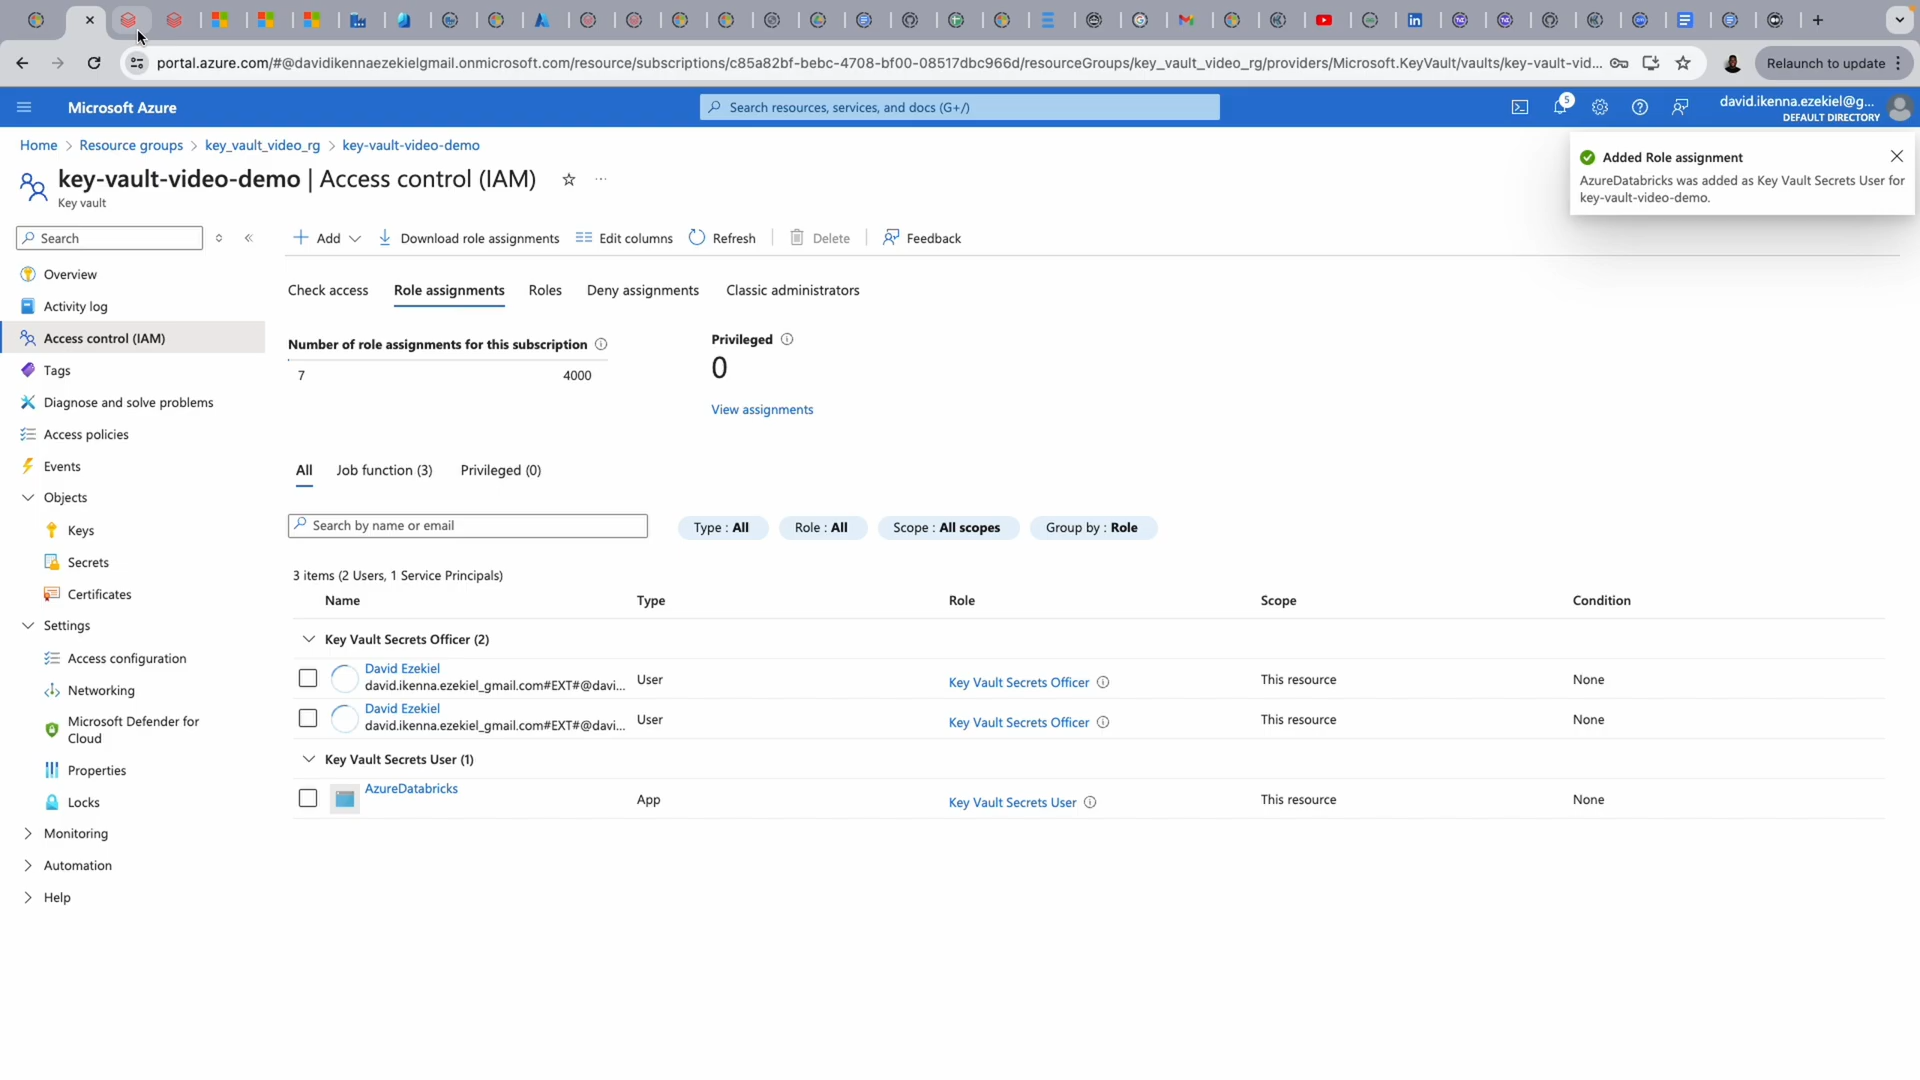 portal.azure.com/#@davidikennaezekielgmail.onmicrosoft.com/resource/subscriptions/c85a82bf-bebc-4708-bf00-08517dbc966d/resourceGroups/key_vault_video_rg/providers/Microsoft.KeyVault/vaults/key-vault-vid...
Relaunch to update
Microsoft Azure
Search resources, services, and docs (G+/)
5
david.ikenna.ezekiel@g...
DEFAULT DIRECTORY
Home > Resource groups > key_vault_video_rg > key-vault-video-demo
Added Role assignment
AzureDatabricks was added as Key Vault Secrets User for
key-vault-video-demo.
key-vault-video-demo | Access control (IAM)
Key vault
Search
Add
Download role assignments
Edit columns
Refresh
Delete
Feedback
Overview
Activity log
Access control (IAM)
Tags
Diagnose and solve problems
Access policies
Events
Objects
Keys
Secrets
Certificates
Settings
Access configuration
Networking
Microsoft Defender for
Cloud
Properties
Locks
Monitoring
Automation
Help
Check access
Role assignments
Roles
Deny assignments
Classic administrators
Number of role assignments for this subscription
7
4000
Privileged
0
View assignments
All
Job function (3)
Privileged (0)
Search by name or email
Type : All
Role : All
Scope : All scopes
Group by : Role
3 items (2 Users, 1 Service Principals)
Name Type Role Scope Condition
Key Vault Secrets Officer (2)
David Ezekiel
david.ikenna.ezekiel_gmail.com#EXT#@davi...
User
Key Vault Secrets Officer
This resource
None
David Ezekiel
david.ikenna.ezekiel_gmail.com#EXT#@davi...
User
Key Vault Secrets Officer
This resource
None
Key Vault Secrets User (1)
AzureDatabricks
App
Key Vault Secrets User
This resource
None